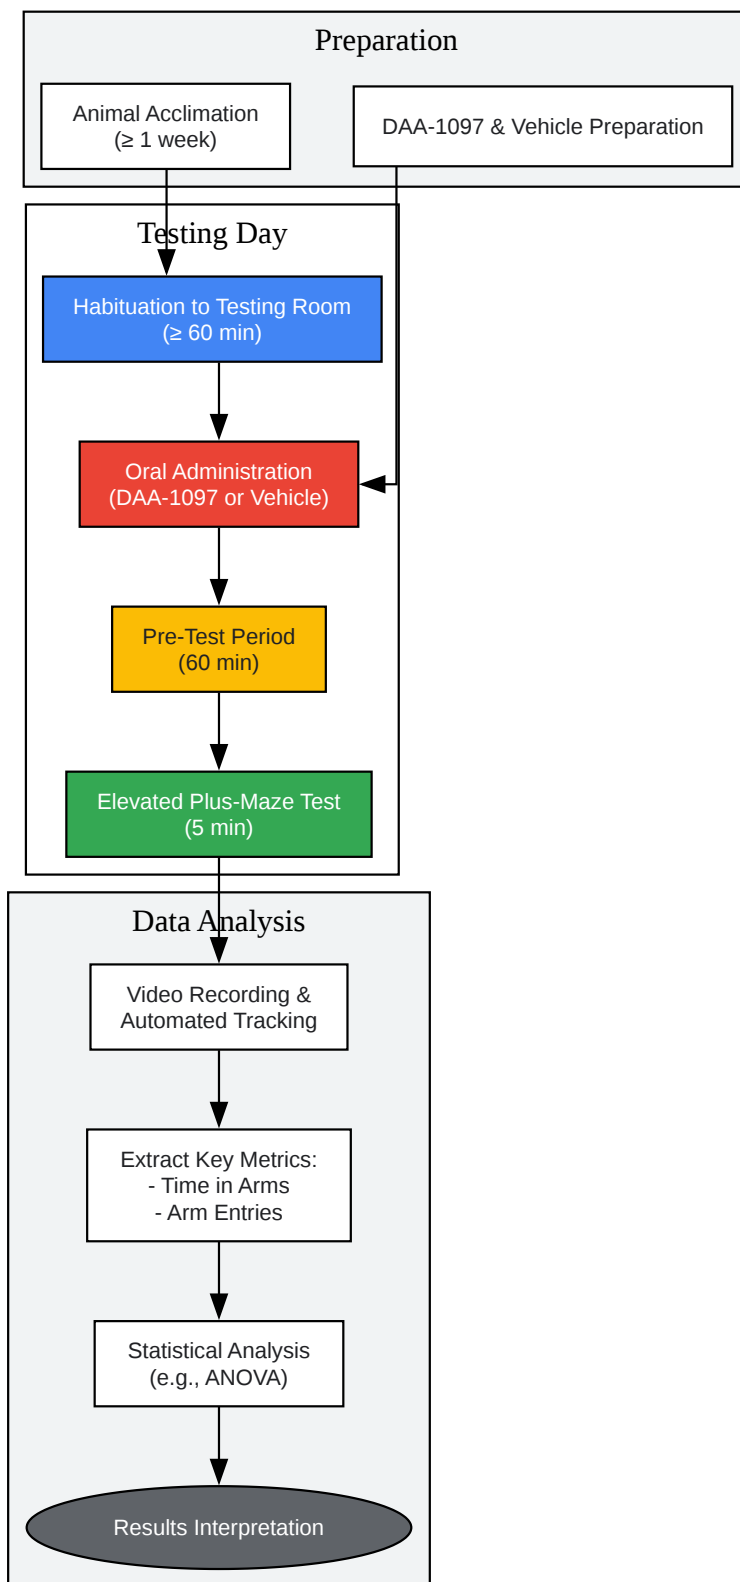 Preparation
Animal Acclimation
(≥ 1 week)
DAA-1097 & Vehicle Preparation
Testing Day
Habituation to Testing Room
(≥ 60 min)
Oral Administration
(DAA-1097 or Vehicle)
Pre-Test Period
(60 min)
Elevated Plus-Maze Test
(5 min)
Data Analysis
Video Recording &
Automated Tracking
Extract Key Metrics:
- Time in Arms
- Arm Entries
Statistical Analysis
(e.g., ANOVA)
Results Interpretation